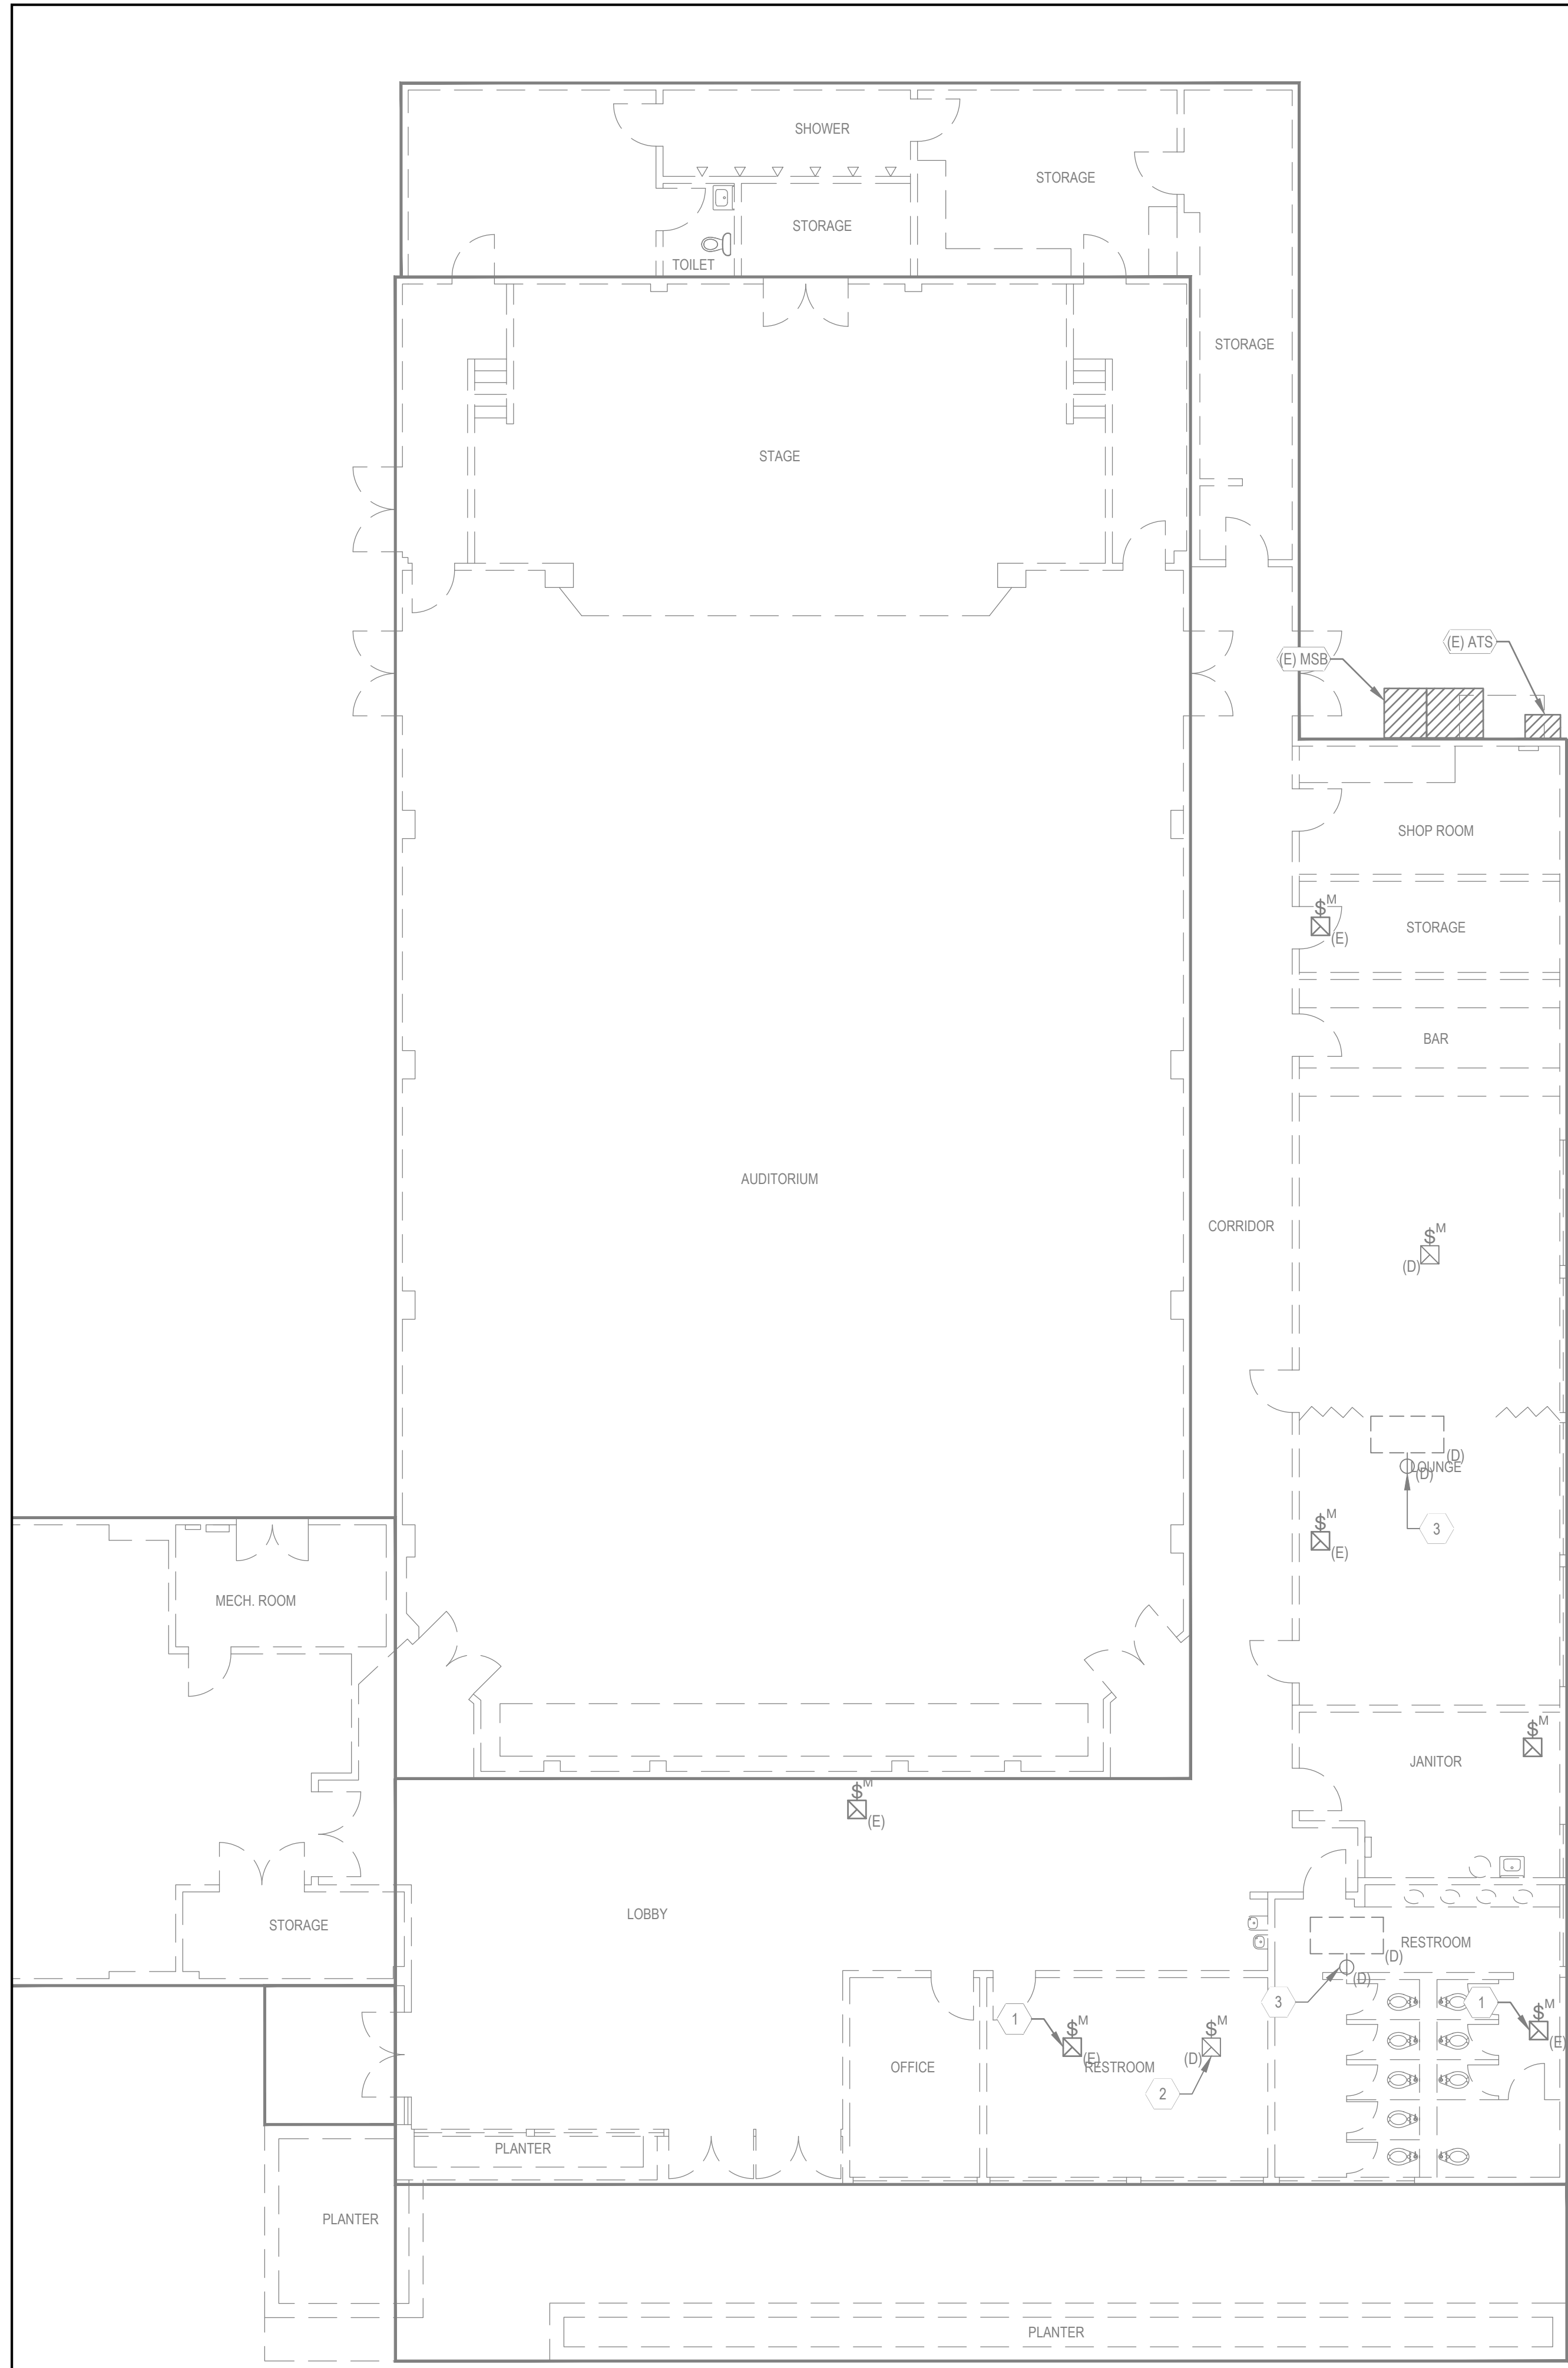 SHOWER
STORAGE
STORAGE
TOILET
STORAGE
STAGE
(E) ATS
(E) MSB
SHOP ROOM
$M
(E)
STORAGE
BAR
AUDITORIUM
CORRIDOR
$M
(D)
(D)
LOUNGE
(D)
$M
(E)
3
MECH. ROOM
$M
JANITOR
$M
(E)
LOBBY
STORAGE
RESTROOM
(D)
(D)
3
1
$M
(E)
1
$M
(E)
$M
(D)
RESTROOM
OFFICE
2
PLANTER
PLANTER
PLANTER